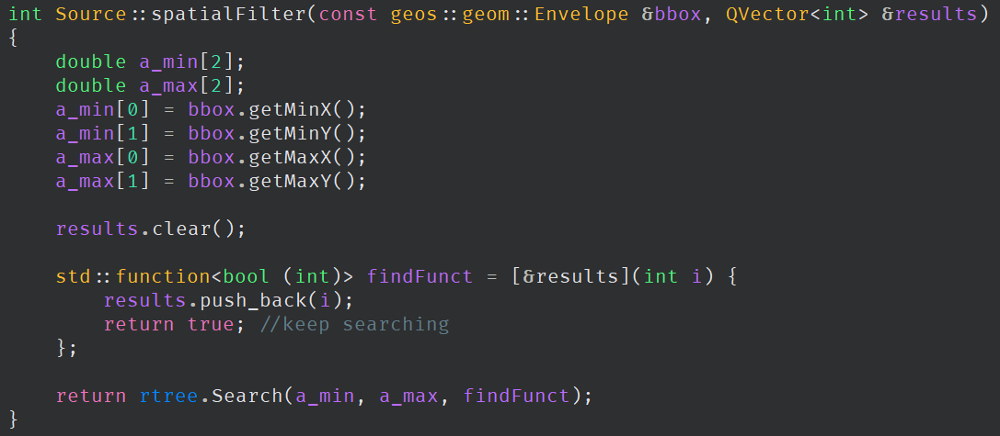 int Source::spatialFilter(const geos::geom::Envelope &bbox, QVector<int> &results)
{
    double a_min[2];
    double a_max[2];
    a_min[0] = bbox.getMinX();
    a_min[1] = bbox.getMinY();
    a_max[0] = bbox.getMaxX();
    a_max[1] = bbox.getMaxY();

    results.clear();

    std::function<bool (int)> findFunct = [&results](int i) {
        results.push_back(i);
        return true; //keep searching
    };

    return rtree.Search(a_min, a_max, findFunct);
}